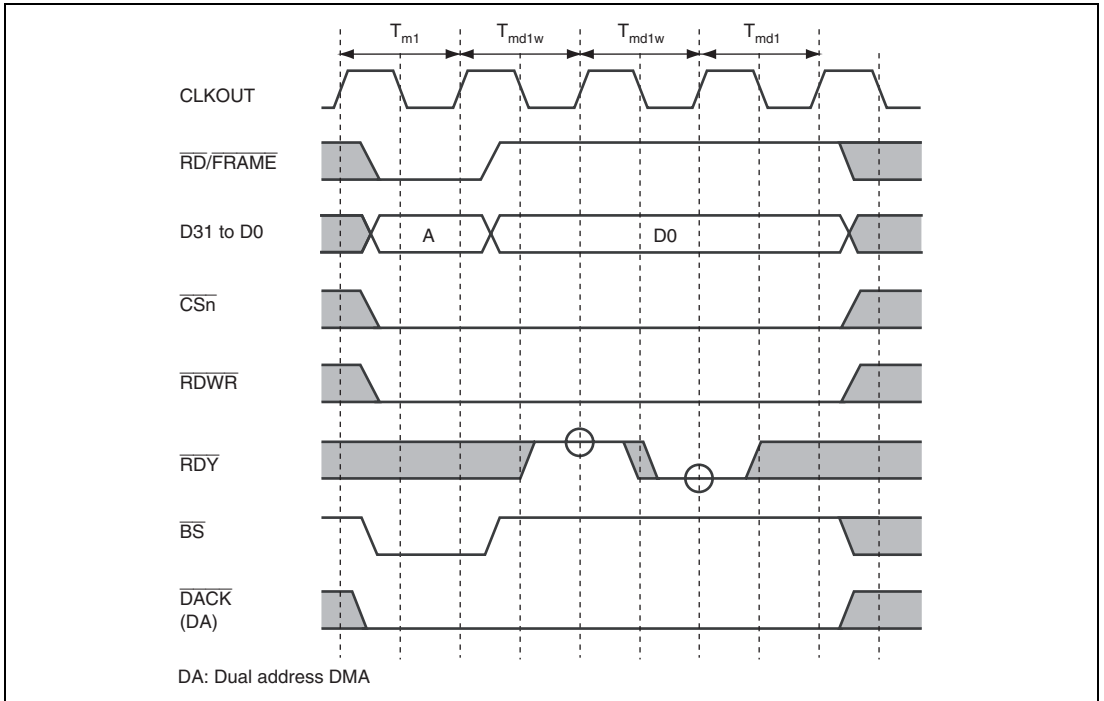 Tm1 Tmd1w Tmd1w Tmd1
CLKOUT
RD/FRAME
D31 to D0 A D0
CSn
RDWR
RDY
BS
DACK
(DA)
DA: Dual address DMA